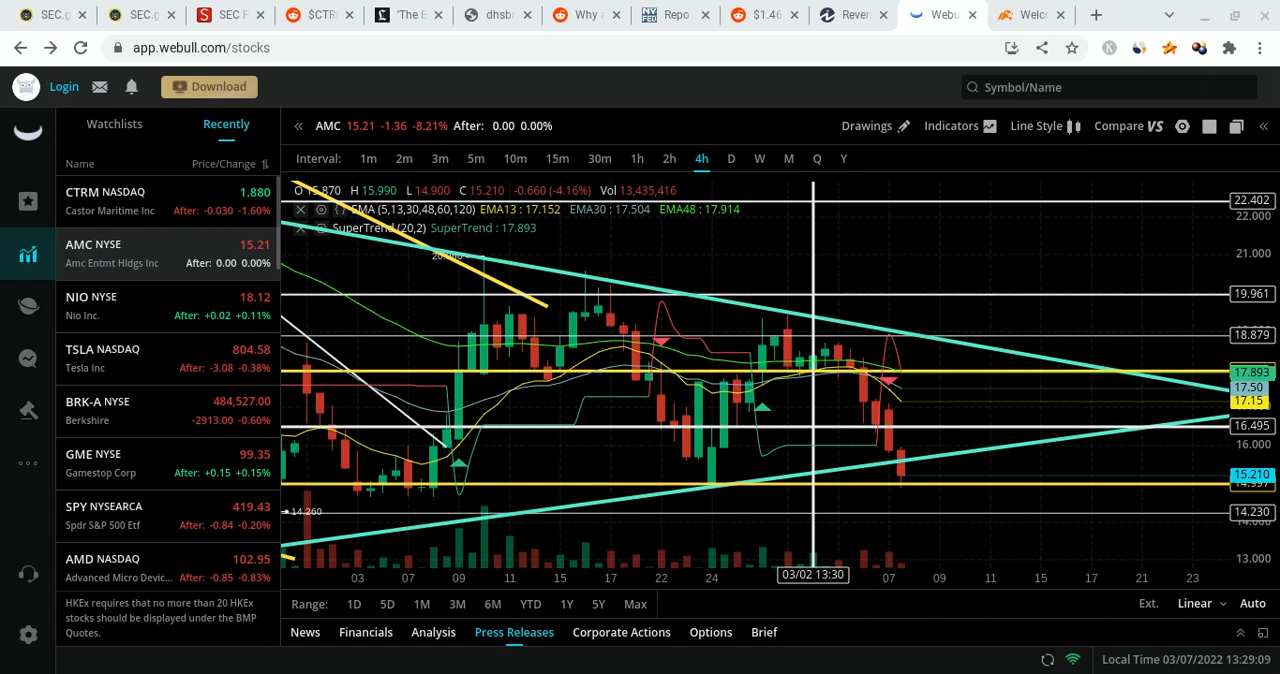 SEC.g
SEC.g
SEC F
$CTR
'The E
dhsb
Why a
NY FED Repo
$1.46
Rever
Webu
Welc
app.webull.com/stocks
Login Download Symbol/Name
Watchlists Recently
Name Price/Change
CTRM NASDAQ 1.880
Castor Maritime Inc After: -0.030 -1.60%
AMC NYSE 15.21
Amc Entmt Hldgs Inc After: 0.00 0.00%
NIO NYSE 18.12
Nio Inc. After: +0.02 +0.11%
TSLA NASDAQ 804.58
Tesla Inc After: -3.08 -0.38%
BRK-A NYSE 484,527.00
Berkshire -2913.00 -0.60%
GME NYSE 99.35
Gamestop Corp After: +0.15 +0.15%
SPY NYSEARCA 419.43
Spdr S&P 500 Etf After: -0.84 -0.20%
AMD NASDAQ 102.95
Advanced Micro Devic... After: -0.85 -0.83%
HKEx requires that no more than 20 HKEx
stocks should be displayed under the BMP
Quotes.
AMC 15.21 -1.36 -8.21% After: 0.00 0.00% Drawings Indicators Line Style Compare VS
Interval: 1m 2m 3m 5m 10m 15m 30m 1h 2h 4h D W M Q Y
O 15.870 H 15.990 L 14.900 C 15.210 -0.660 (-4.16%) Vol 13,435,416
EMA (5,13,30,48,60,120) EMA13 : 17.152 EMA30 : 17.504 EMA48 : 17.914
SuperTrend (20,2) SuperTrend : 17.893
14.260
22.402
22.000
21.000
19.961
18.879
17.893
17.50
17.15
16.495
16.000
15.210
14.230
14.000
13.000
03 07 09 11 15 17 22 24 03/02 13:30 07 09 11 15 17 21 23
Range: 1D 5D 1M 3M 6M YTD 1Y 5Y Max Ext. Linear Auto
News Financials Analysis Press Releases Corporate Actions Options Brief
Local Time 03/07/2022 13:29:09